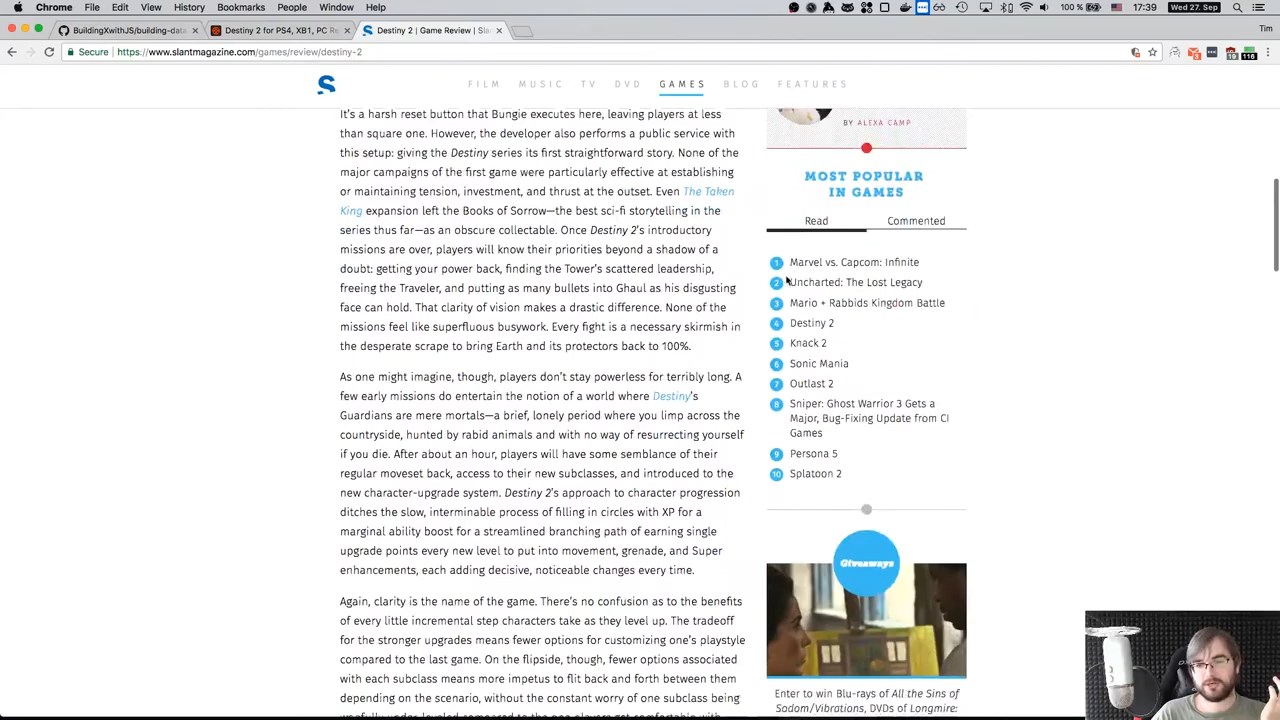 Chrome File Edit View History Bookmarks People Window Help 100 % Wed 27. Sep 17:39
BuildingXwithJS/building-data × Destiny 2 for PS4, XB1, PC Re × Destiny 2 | Game Review | Sla × Tim
Secure https://www.slantmagazine.com/games/review/destiny-2
S FILM MUSIC TV DVD GAMES BLOG FEATURES
It's a harsh reset button that Bungie executes here, leaving players at less
than square one. However, the developer also performs a public service with
this setup: giving the Destiny series its first straightforward story. None of the
major campaigns of the first game were particularly effective at establishing
or maintaining tension, investment, and thrust at the outset. Even The Taken
King expansion left the Books of Sorrow—the best sci-fi storytelling in the
series thus far—as an obscure collectable. Once Destiny 2's introductory
missions are over, players will know their priorities beyond a shadow of a
doubt: getting your power back, finding the Tower's scattered leadership,
freeing the Traveler, and putting as many bullets into Ghaul as his disgusting
face can hold. That clarity of vision makes a drastic difference. None of the
missions feel like superfluous busywork. Every fight is a necessary skirmish in
the desperate scrape to bring Earth and its protectors back to 100%.
As one might imagine, though, players don't stay powerless for terribly long. A
few early missions do entertain the notion of a world where Destiny's
Guardians are mere mortals—a brief, lonely period where you limp across the
countryside, hunted by rabid animals and with no way of resurrecting yourself
if you die. After about an hour, players will have some semblance of their
regular moveset back, access to their new subclasses, and introduced to the
new character-upgrade system. Destiny 2's approach to character progression
ditches the slow, interminable process of filling in circles with XP for a
marginal ability boost for a streamlined branching path of earning single
upgrade points every new level to put into movement, grenade, and Super
enhancements, each adding decisive, noticeable changes every time.
Again, clarity is the name of the game. There's no confusion as to the benefits
of every little incremental step characters take as they level up. The tradeoff
for the stronger upgrades means fewer options for customizing one's playstyle
compared to the last game. On the flipside, though, fewer options associated
with each subclass means more impetus to flit back and forth between them
depending on the scenario, without the constant worry of one subclass being
BY ALEXA CAMP
MOST POPULAR
IN GAMES
Read Commented
1 Marvel vs. Capcom: Infinite
2 Uncharted: The Lost Legacy
3 Mario + Rabbids Kingdom Battle
4 Destiny 2
5 Knack 2
6 Sonic Mania
7 Outlast 2
8 Sniper: Ghost Warrior 3 Gets a
Major, Bug-Fixing Update from CI
Games
9 Persona 5
10 Splatoon 2
Giveaways
Enter to win Blu-rays of All the Sins of
Sadom/Vibrations, DVDs of Longmire: